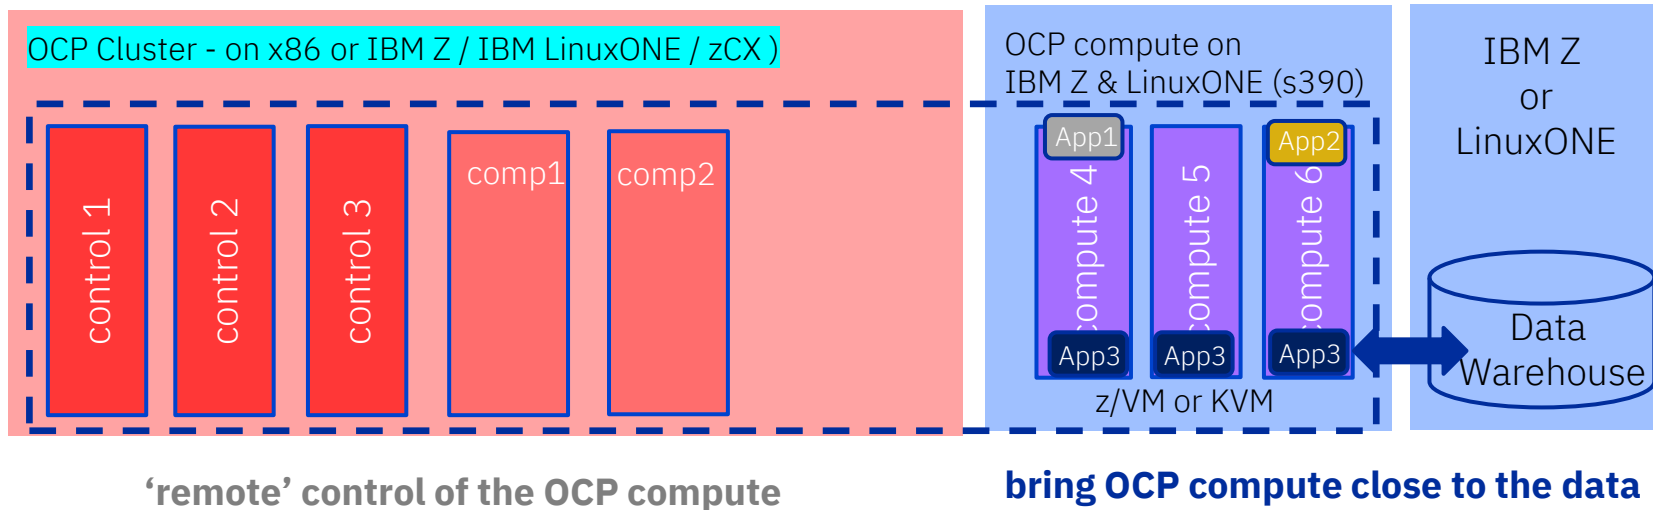 OCP Cluster - on x86 or IBM Z / IBM LinuxONE / zCX )
control 1
control 2
control 3
comp1
comp2
OCP compute on
IBM Z & LinuxONE (s390)
App1
compute 4
App3
compute 5
App3
App2
compute 6
App3
z/VM or KVM
IBM Z
or
LinuxONE
Data
Warehouse
‘remote’ control of the OCP compute
bring OCP compute close to the data